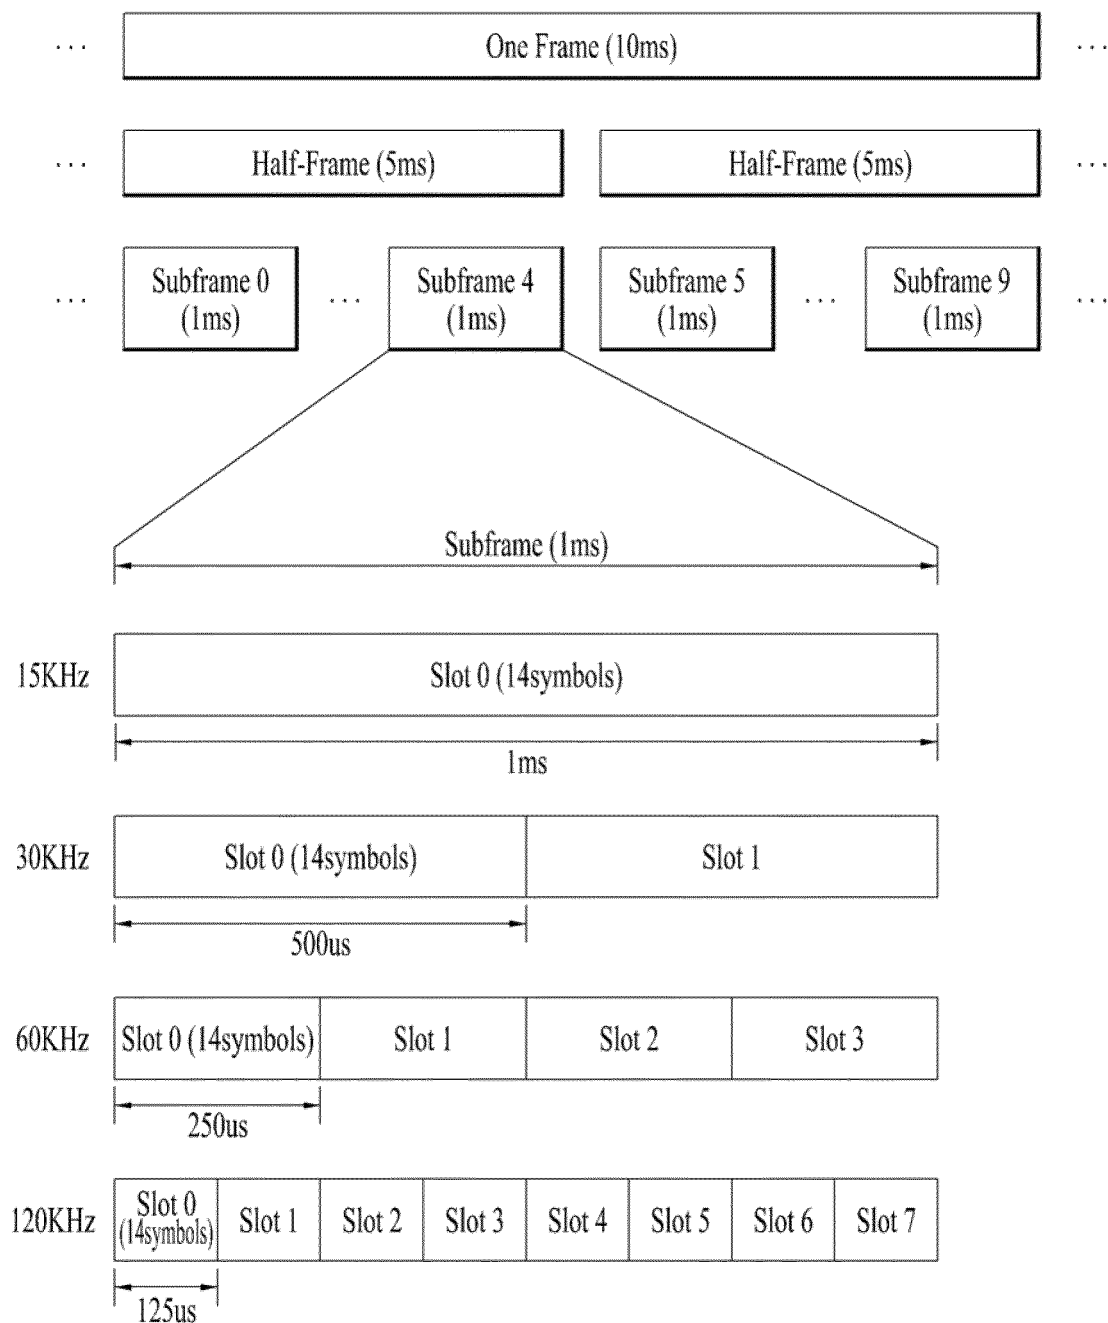 ... One Frame (10ms) ...
... Half-Frame (5ms) Half-Frame (5ms) ...
Subframe 0 Subframe 4 Subframe 5 Subframe 9
... (1ms) ... (1ms) (1ms) ... (1ms) ...
Subframe (1ms)
15KHz Slot 0 (14symbols)
1ms
30KHz Slot 0 (14symbols) Slot 1
500us
60KHz Slot 0 (14symbols) Slot 1 Slot 2 Slot 3
250us
120KHz Slot 0 (14symbols) Slot 1 Slot 2 Slot 3 Slot 4 Slot 5 Slot 6 Slot 7
125us